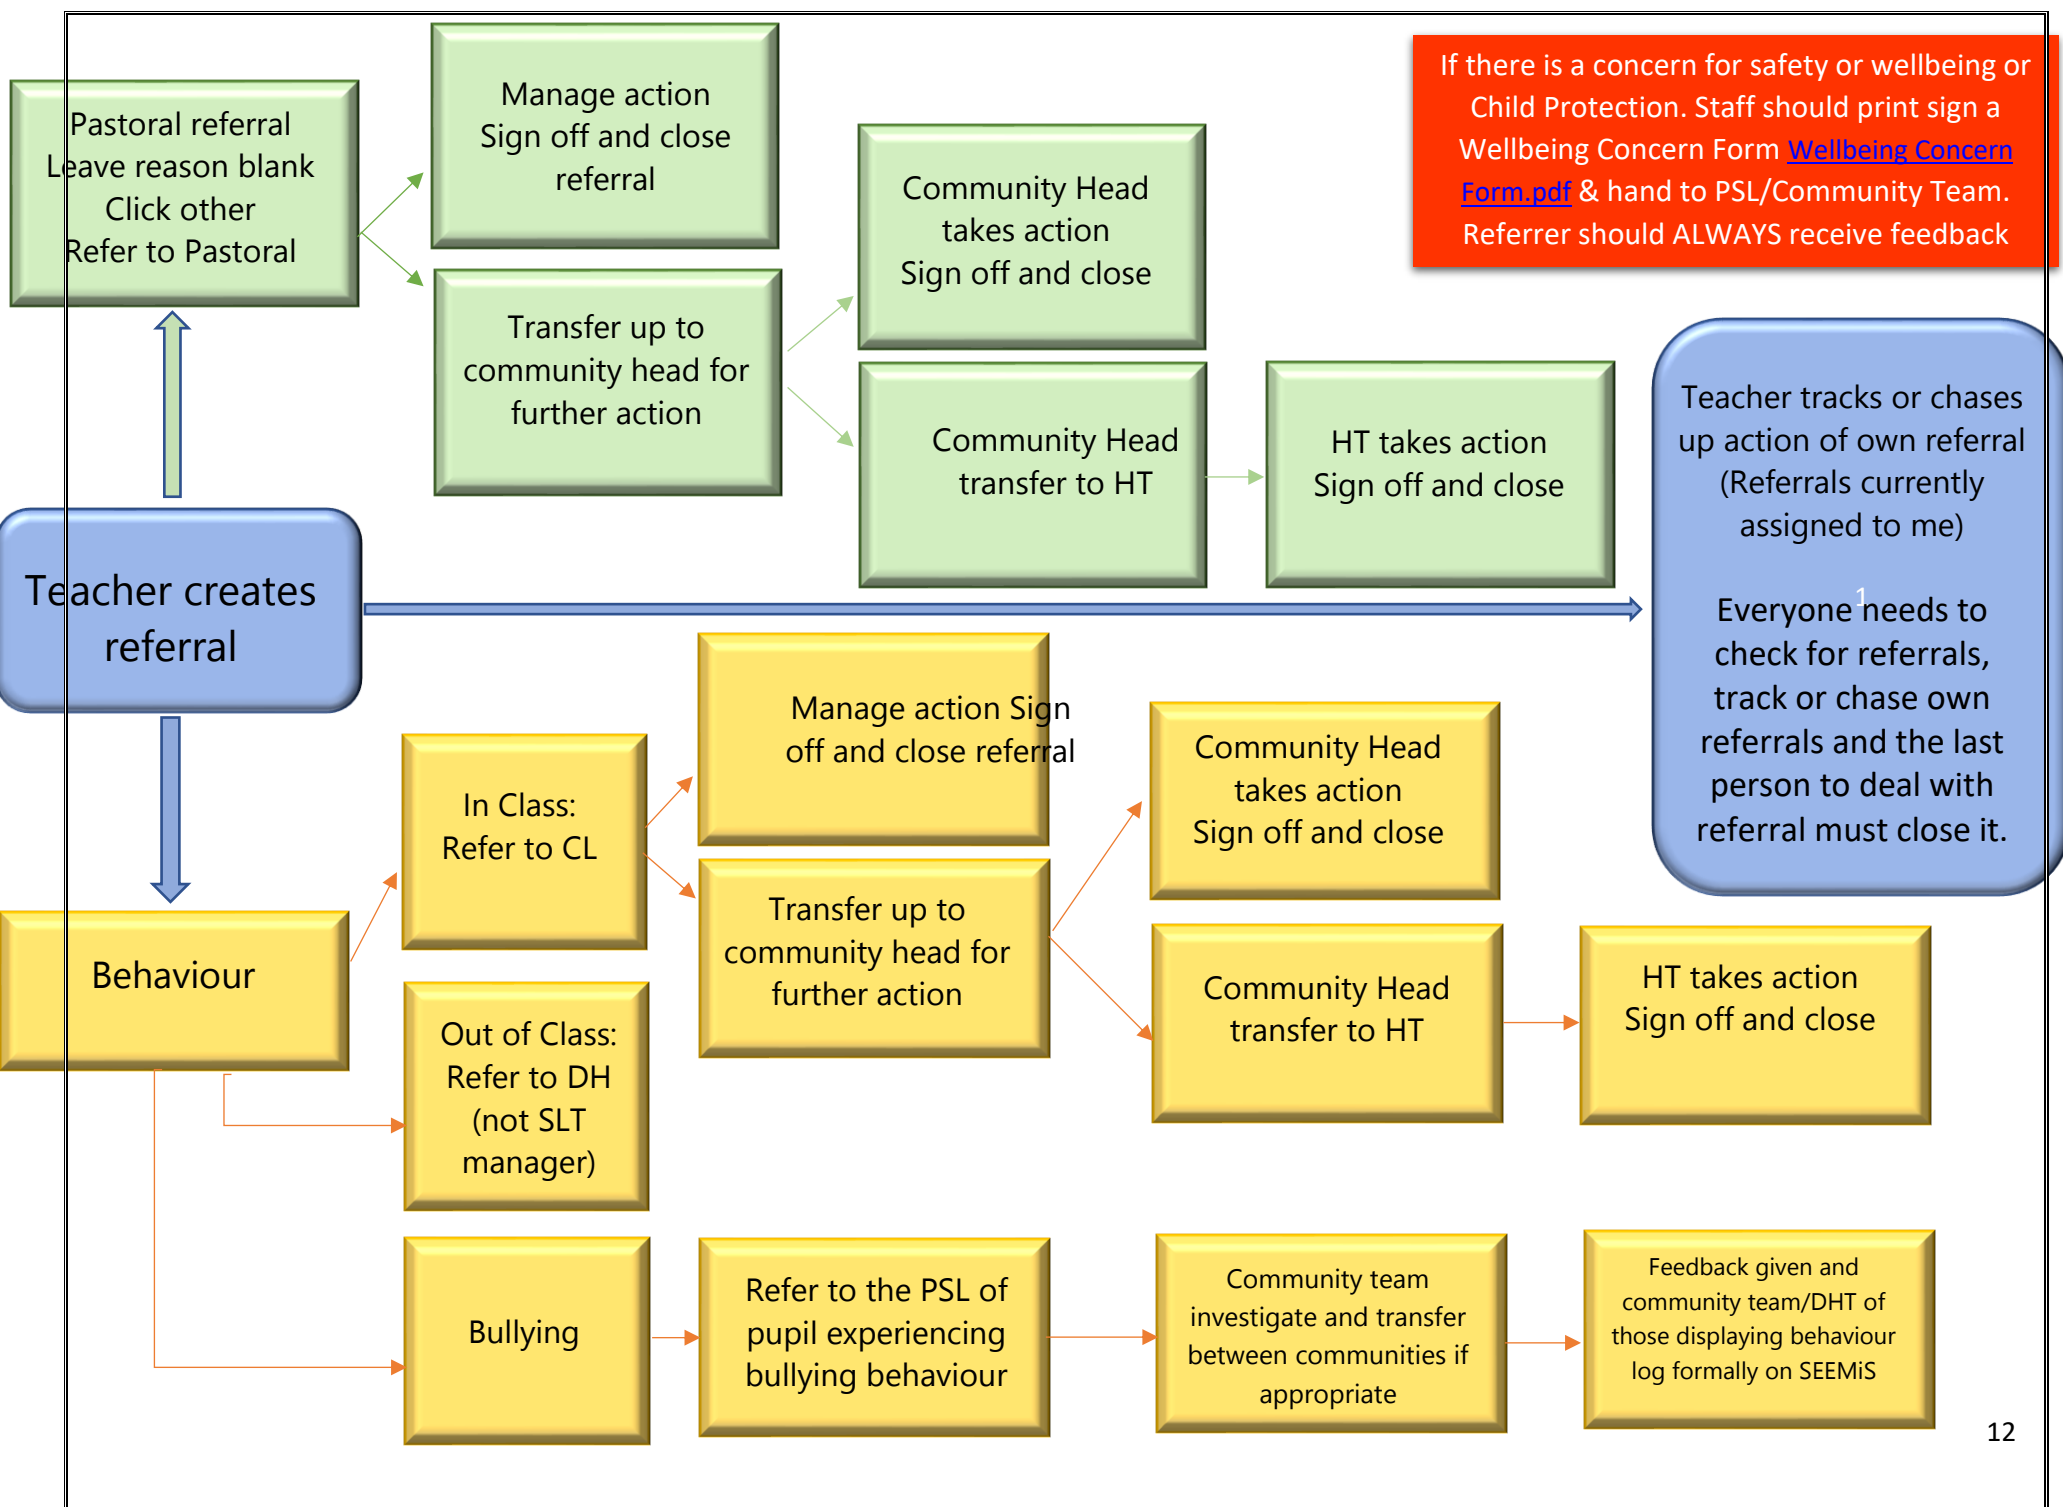 Pastoral referral
Leave reason blank
Click other
Refer to Pastoral
Manage action
Sign off and close
referral
Transfer up to
community head for
further action
Community Head
takes action
Sign off and close
Community Head
transfer to HT
HT takes action
Sign off and close
If there is a concern for safety or wellbeing or
Child Protection. Staff should print sign a
Wellbeing Concern Form Wellbeing Concern
Form.pdf & hand to PSL/Community Team.
Referrer should ALWAYS receive feedback
Teacher creates
referral
Teacher tracks or chases
up action of own referral
(Referrals currently
assigned to me)
1
Everyone needs to
check for referrals,
track or chase own
referrals and the last
person to deal with
referral must close it.
Behaviour
In Class:
Refer to CL
Manage action Sign
off and close referral
Transfer up to
community head for
further action
Community Head
takes action
Sign off and close
Community Head
transfer to HT
HT takes action
Sign off and close
Out of Class:
Refer to DH
(not SLT
manager)
Bullying
Refer to the PSL of
pupil experiencing
bullying behaviour
Community team
investigate and transfer
between communities if
appropriate
Feedback given and
community team/DHT of
those displaying behaviour
log formally on SEEMiS
12